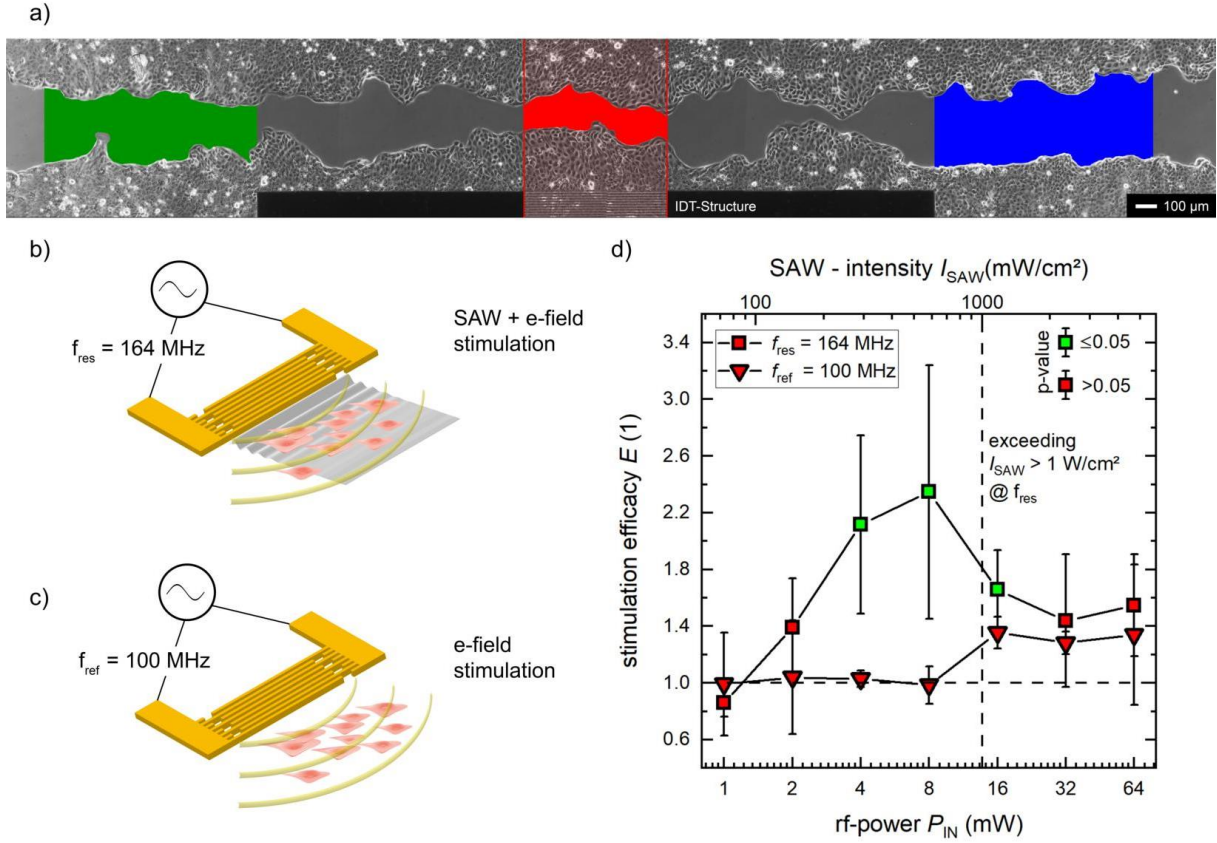 a)
IDT-Structure
100 µm
b)
f_res = 164 MHz
SAW + e-field
stimulation
c)
f_ref = 100 MHz
e-field
stimulation
d)
SAW - intensity I_SAW(mW/cm²)
100 1000
stimulation efficacy E (1)
3.4
3.0
2.6
2.2
1.8
1.4
1.0
0.6
f_res = 164 MHz
f_ref = 100 MHz
p-value
≤0.05
>0.05
exceeding
I_SAW > 1 W/cm²
@ f_res
1 2 4 8 16 32 64
rf-power P_IN (mW)